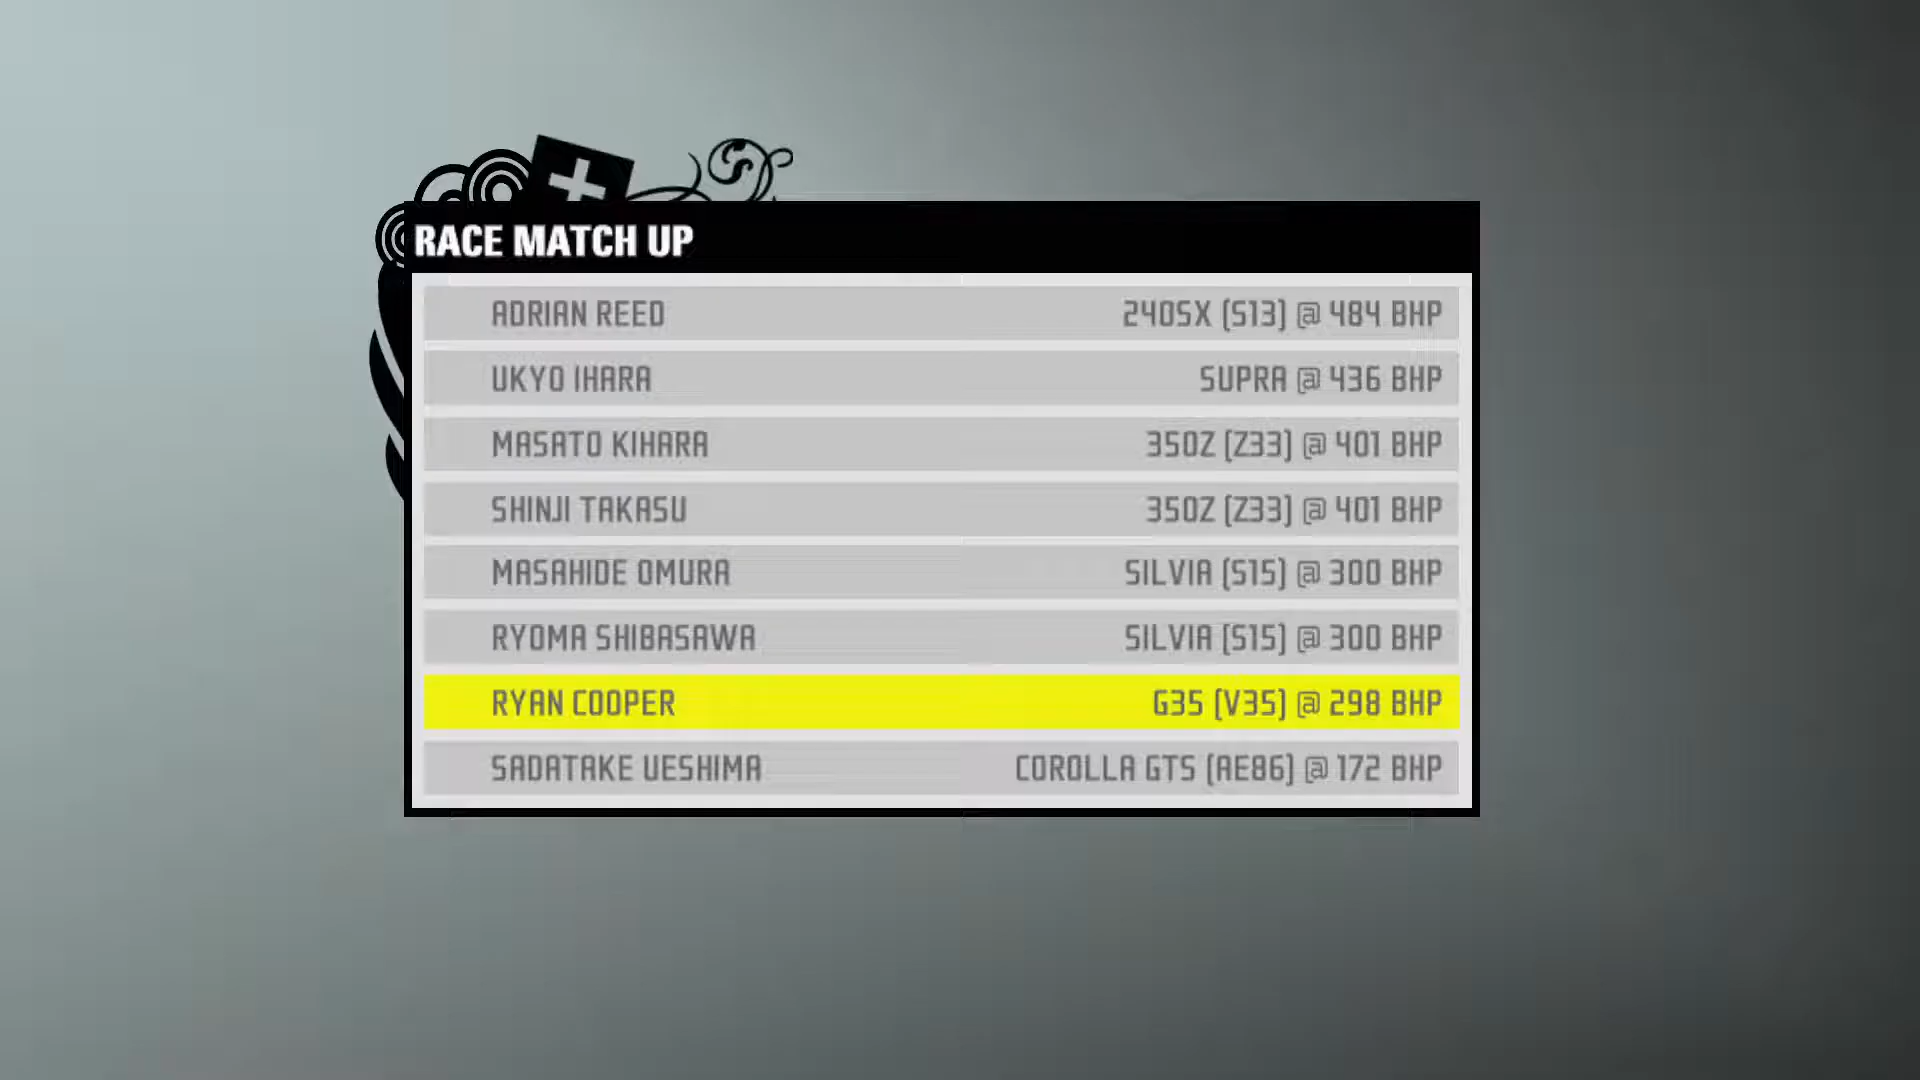 RACE MATCH UP
ADRIAN REED 240SX (S13) @ 484 BHP
UKYO IHARA SUPRA @ 436 BHP
MASATO KIHARA 350Z (Z33) @ 401 BHP
SHINJI TAKASU 350Z (Z33) @ 401 BHP
MASAHIDE OMURA SILVIA (S15) @ 300 BHP
RYOMA SHIBASAWA SILVIA (S15) @ 300 BHP
RYAN COOPER G35 (V35) @ 298 BHP
SADATAKE UESHIMA COROLLA GTS (AE86) @ 172 BHP